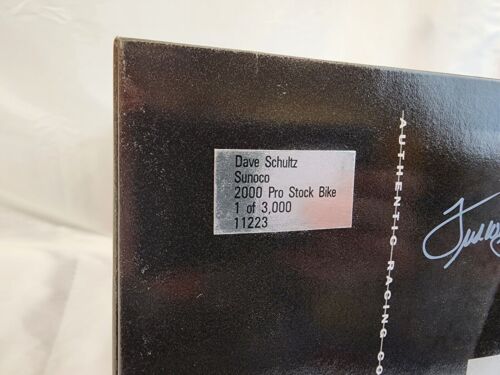 Dave Schultz
Sunoco
2000 Pro Stock Bike
1 of 3,000
11223
AUTHENTIC RACING